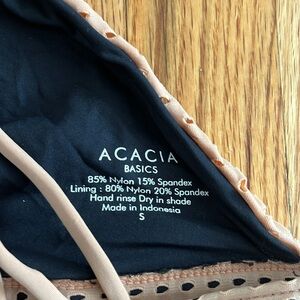 ACACIA
BASICS
85% Nylon 15% Spandex
Lining : 80% Nylon 20% Spandex
Hand rinse Dry in shade
Made in Indonesia
S